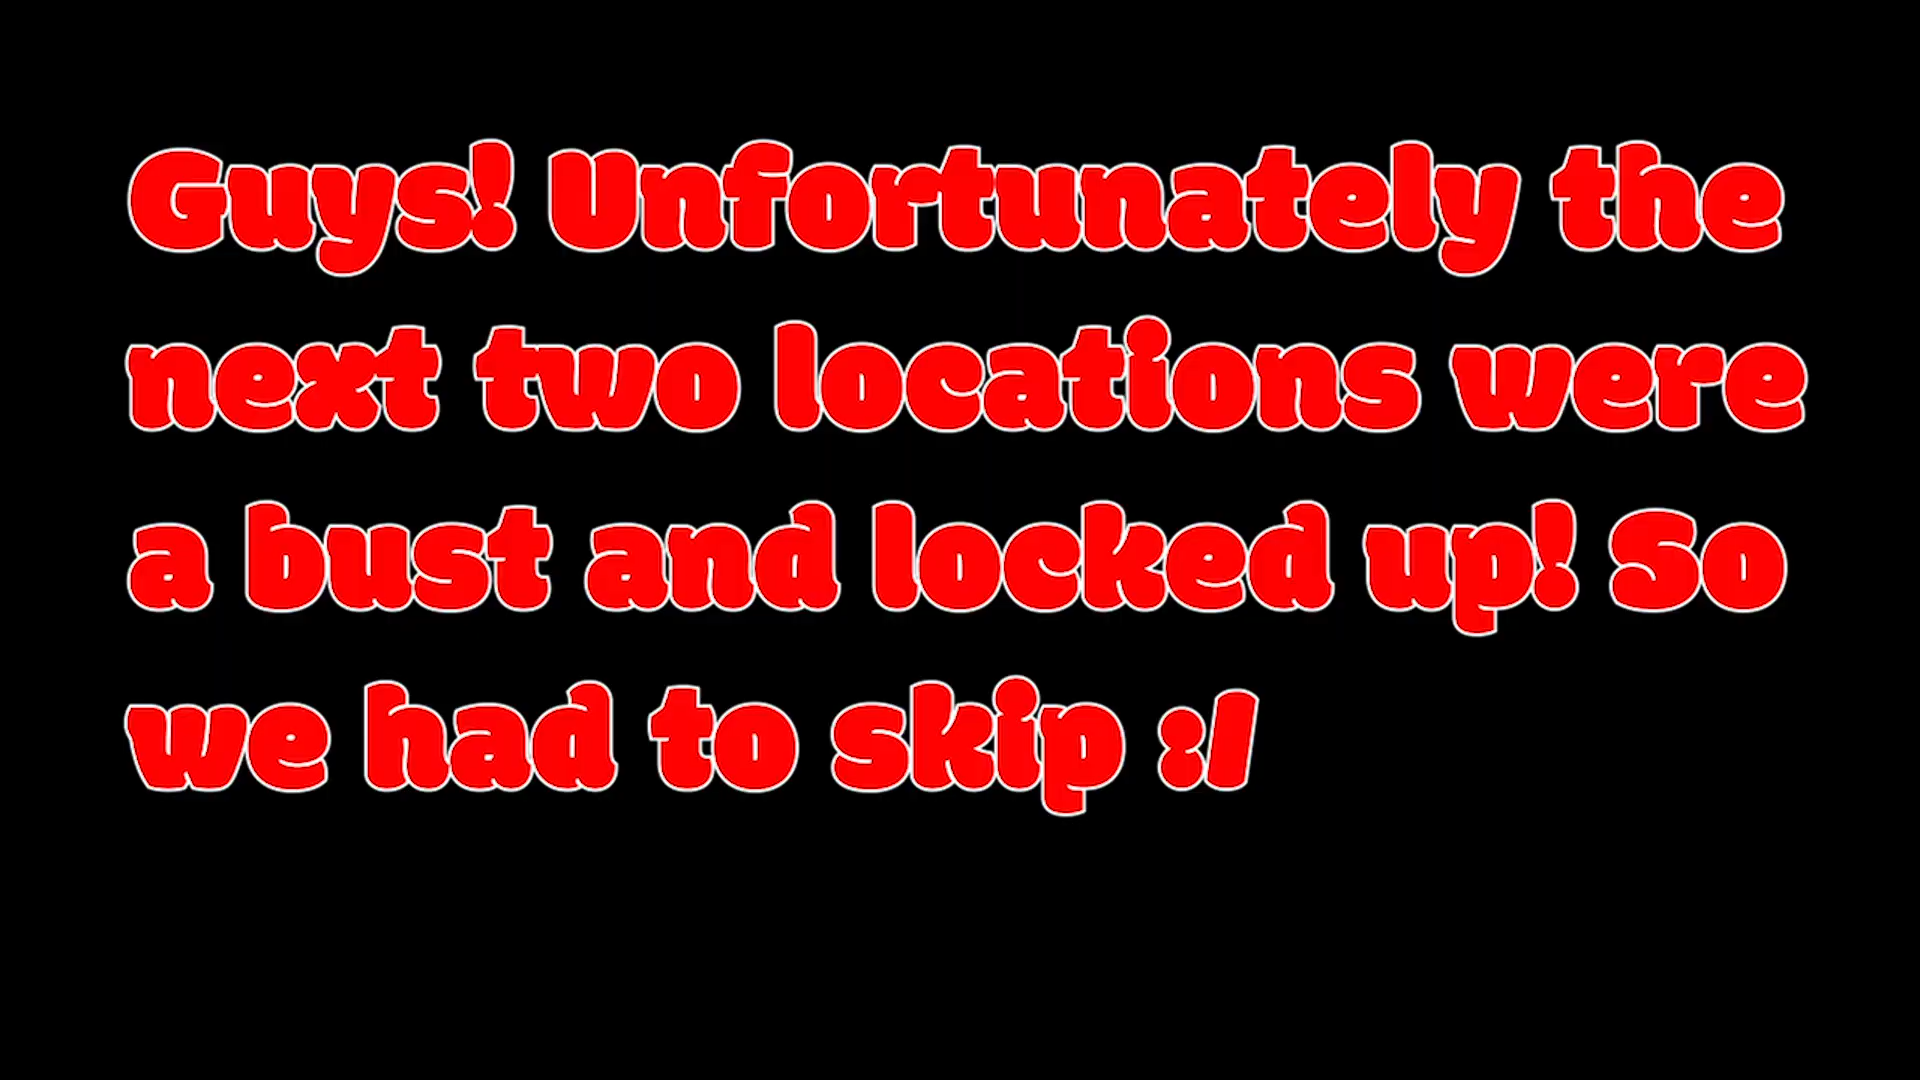 Guys! Unfortunately the
next two locations were
a bust and locked up! So
we had to skip :/